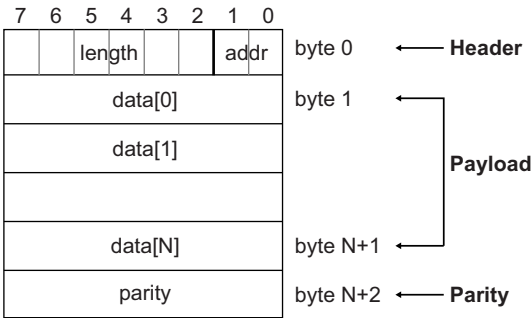 7 6 5 4 3 2 1 0
length addr byte 0 Header
data[0] byte 1
data[1]
Payload
data[N] byte N+1
parity byte N+2 Parity